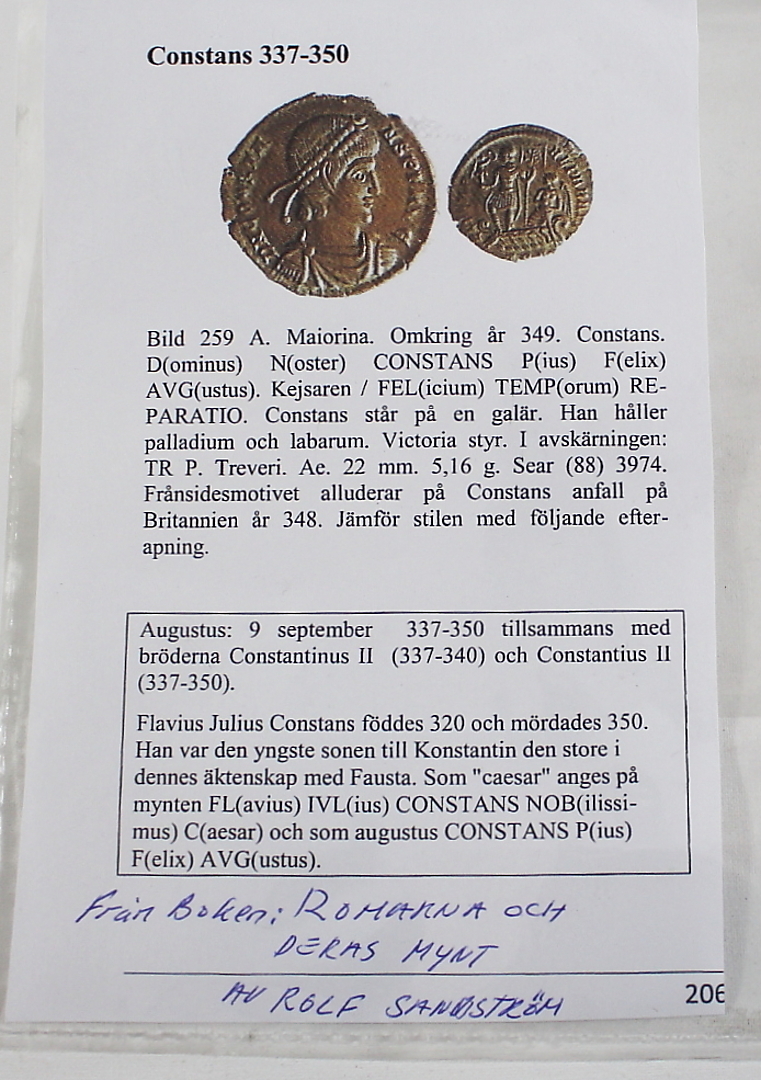 Constans 337-350
Bild 259 A. Maiorina. Omkring år 349. Constans.
D(ominus) N(oster) CONSTANS P(ius) F(elix)
AVG(ustus). Kejsaren / FEL(icium) TEMP(orum) RE-
PARATIO. Constans står på en galär. Han håller
palladium och labarum. Victoria styr. I avskärningen:
TR P. Treveri. Ae. 22 mm. 5,16 g. Sear (88) 3974.
Frånsidesmotivet alluderar på Constans anfall på
Britannien år 348. Jämför stilen med följande efter-
apning.
Augustus: 9 september 337-350 tillsammans med
bröderna Constantinus II (337-340) och Constantius II
(337-350).
Flavius Julius Constans föddes 320 och mördades 350.
Han var den yngste sonen till Konstantin den store i
dennes äktenskap med Fausta. Som "caesar" anges på
mynten FL(avius) IVL(ius) CONSTANS NOB(ilissi-
mus) C(aesar) och som augustus CONSTANS P(ius)
F(elix) AVG(ustus).
Från Boken: ROMARNA OCH
DERAS MYNT
AV ROLF SANDSTRÖM
206